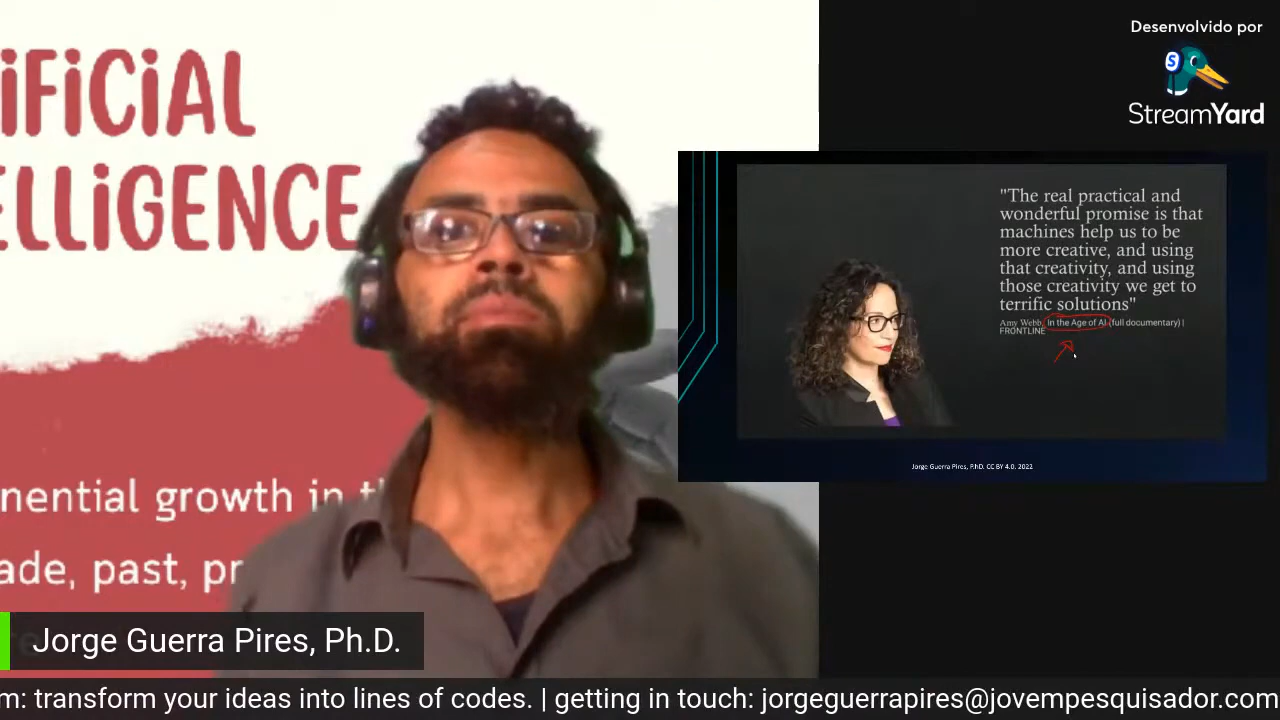 iFiCiAL
ELLiGENCE
nential growth in t
ade, past, pr
Jorge Guerra Pires, Ph.D.
m: transform your ideas into lines of codes. | getting in touch: jorgeguerrapires@jovempesquisador.com
Desenvolvido por
S
StreamYard
"The real practical and
wonderful promise is that
machines help us to be
more creative, and using
that creativity, and using
those creativity we get to
terrific solutions"
Amy Webb, In the Age of AI (full documentary) |
FRONTLINE
Jorge Guerra Pires, P.hD. CC BY 4.0. 2022